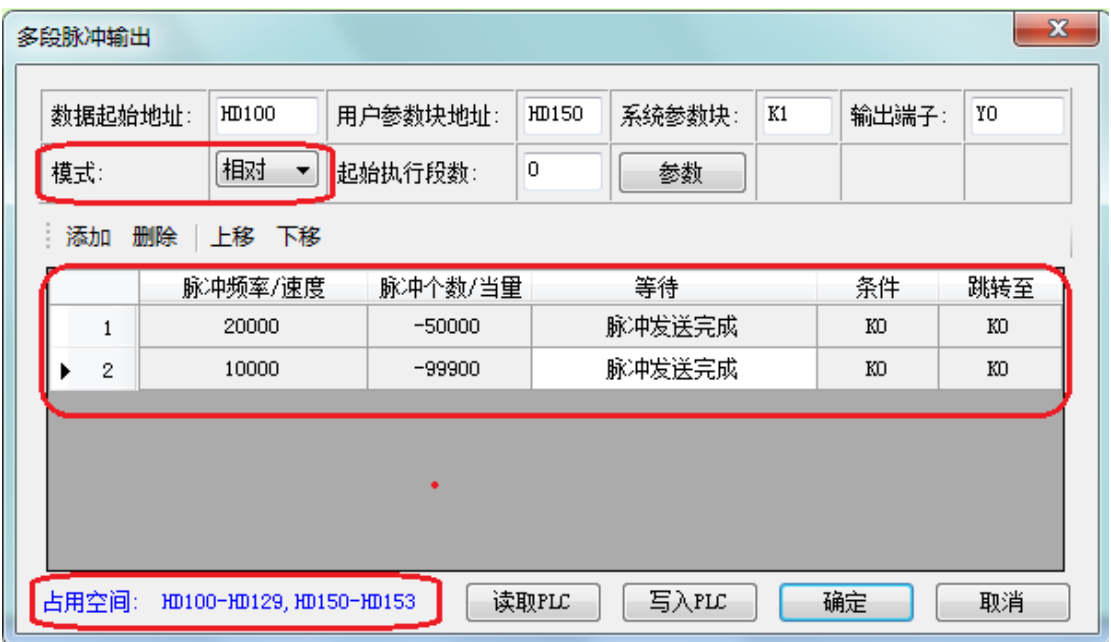 多段脉冲输出
数据起始地址: HD100 用户参数块地址: HD150 系统参数块: K1 输出端子: Y0
模式: 相对 起始执行段数: 0 参数
添加 删除 上移 下移
脉冲频率/速度 脉冲个数/当量 等待 条件 跳转至
1 20000 -50000 脉冲发送完成 K0 K0
2 10000 -99900 脉冲发送完成 K0 K0
占用空间: HD100-HD129,HD150-HD153 读取PLC 写入PLC 确定 取消